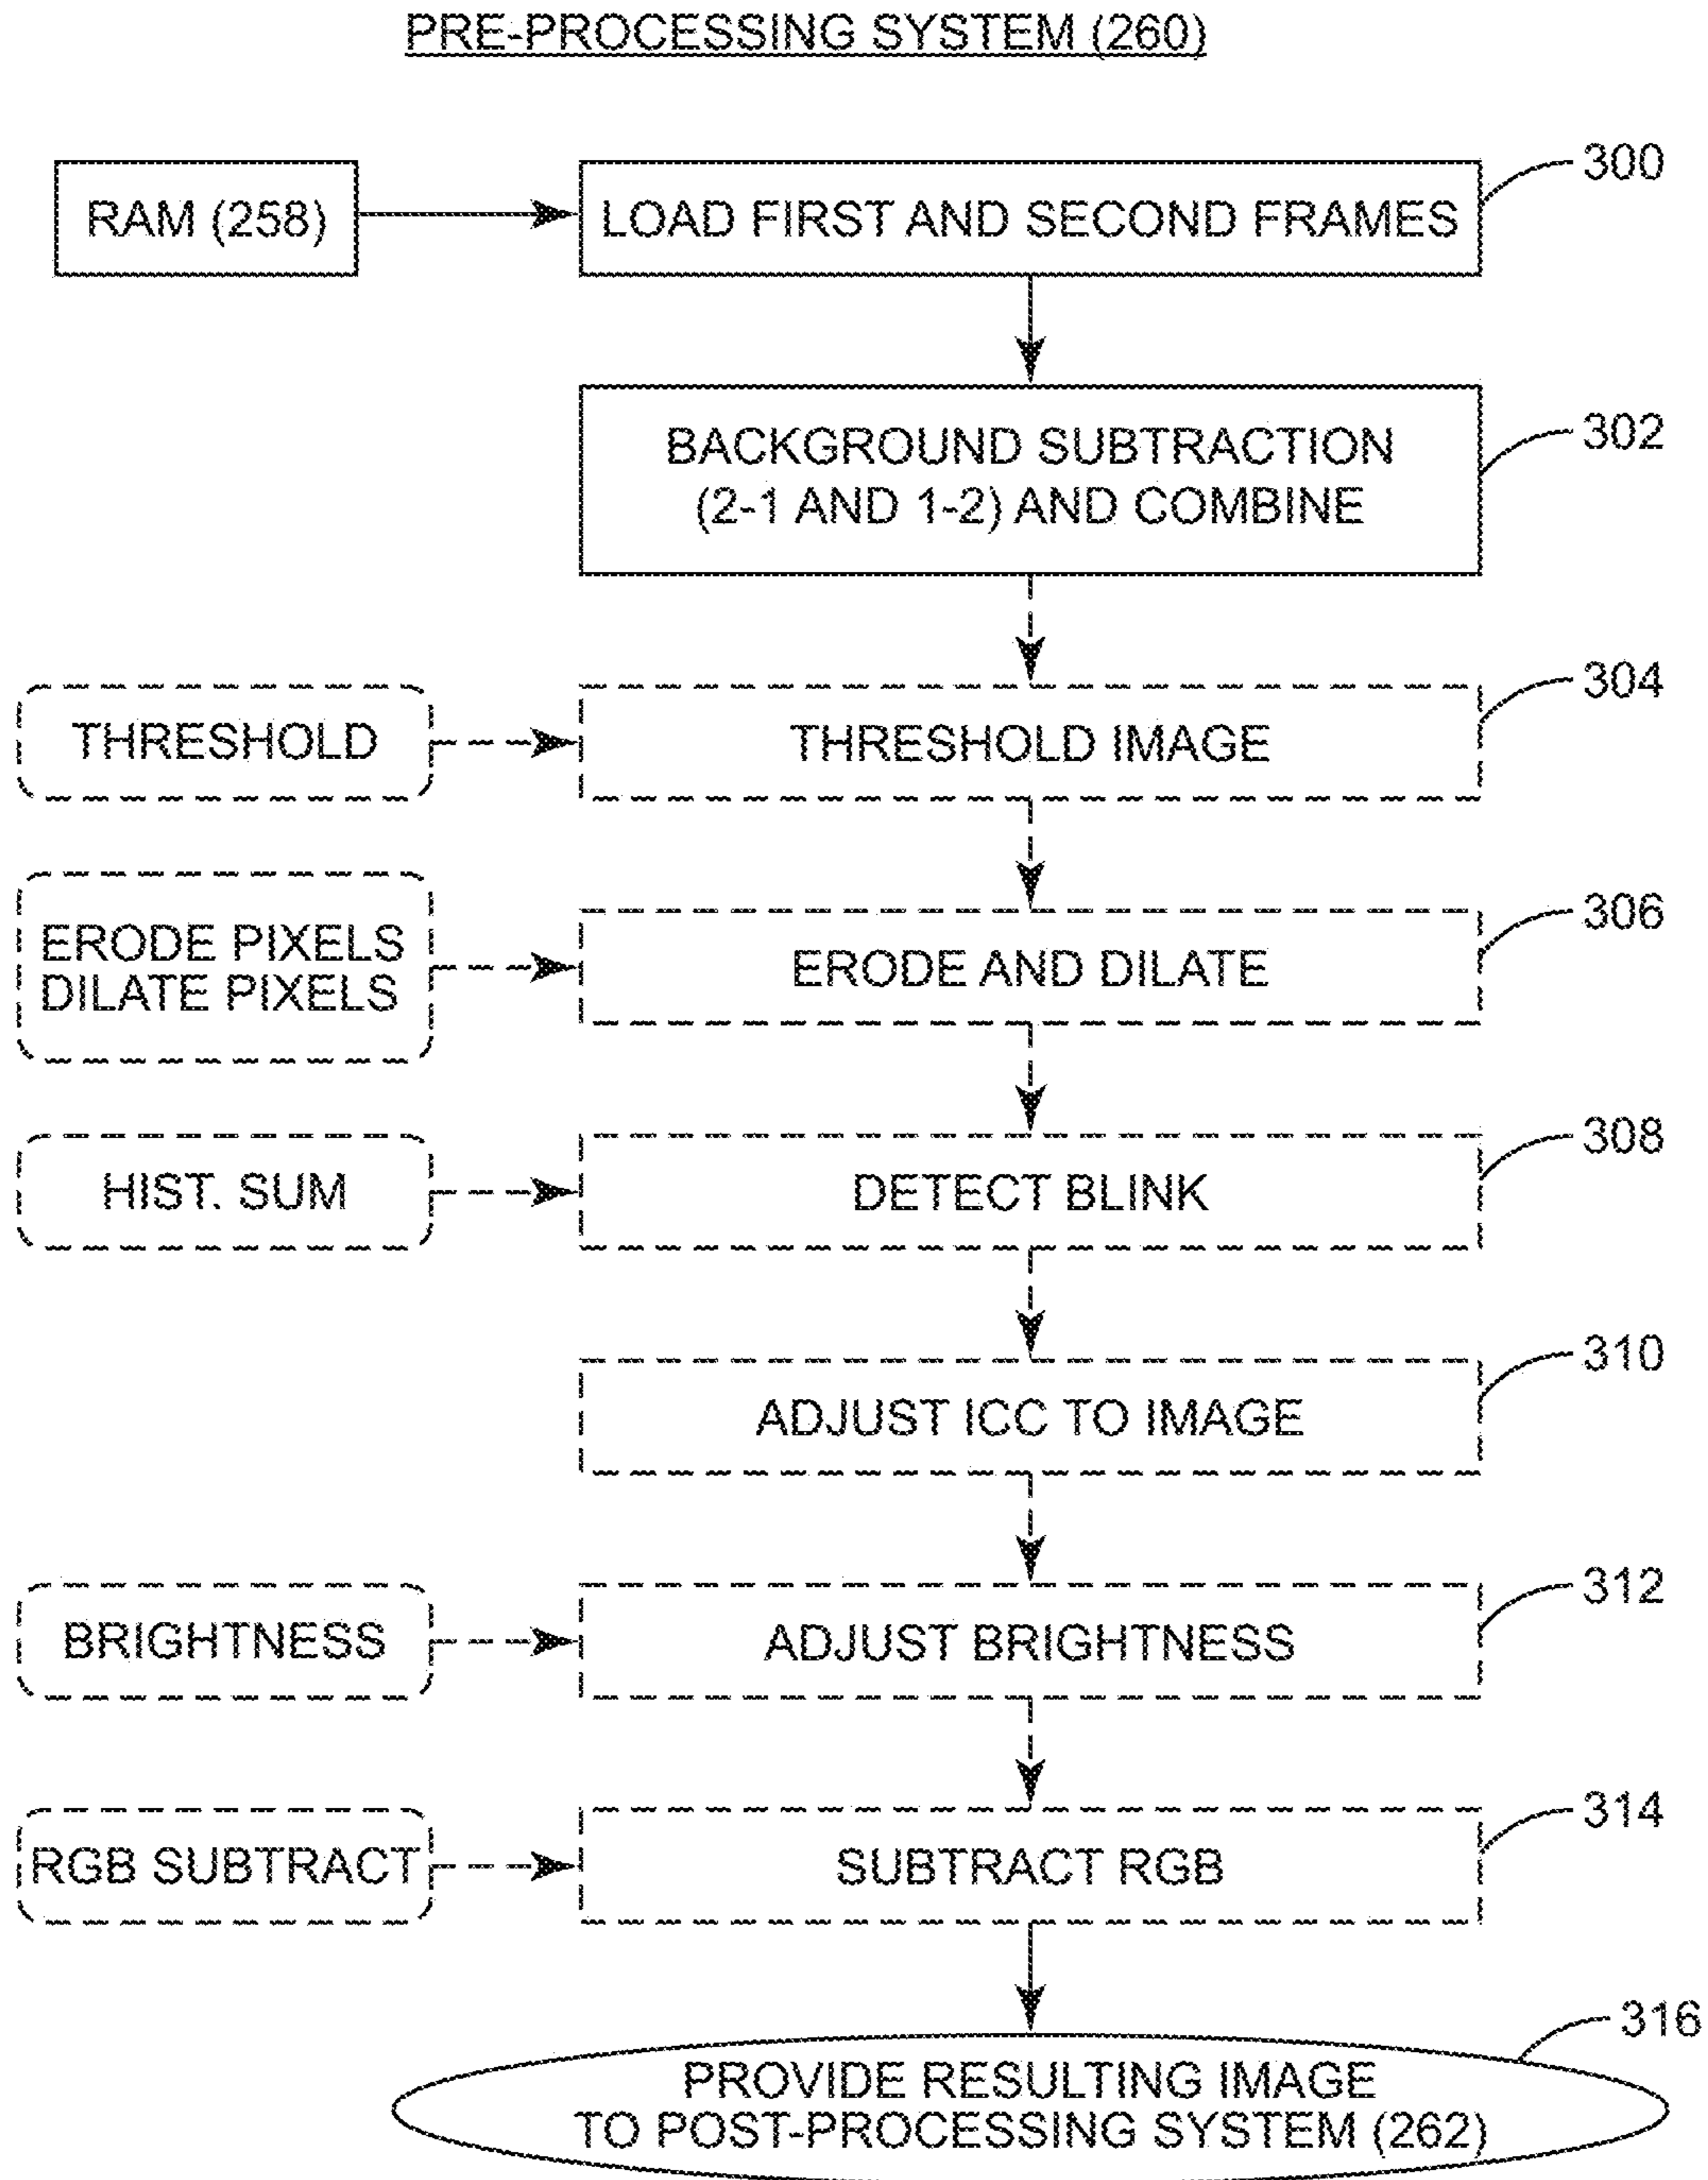 PRE-PROCESSING SYSTEM (260)
300
RAM (258)
LOAD FIRST AND SECOND FRAMES
302
BACKGROUND SUBTRACTION
(2-1 AND 1-2) AND COMBINE
304
THRESHOLD
THRESHOLD IMAGE
306
ERODE PIXELS
DILATE PIXELS
ERODE AND DILATE
308
HIST. SUM
DETECT BLINK
310
ADJUST ICC TO IMAGE
312
BRIGHTNESS
ADJUST BRIGHTNESS
314
RGB SUBTRACT
SUBTRACT RGB
316
PROVIDE RESULTING IMAGE
TO POST-PROCESSING SYSTEM (262)